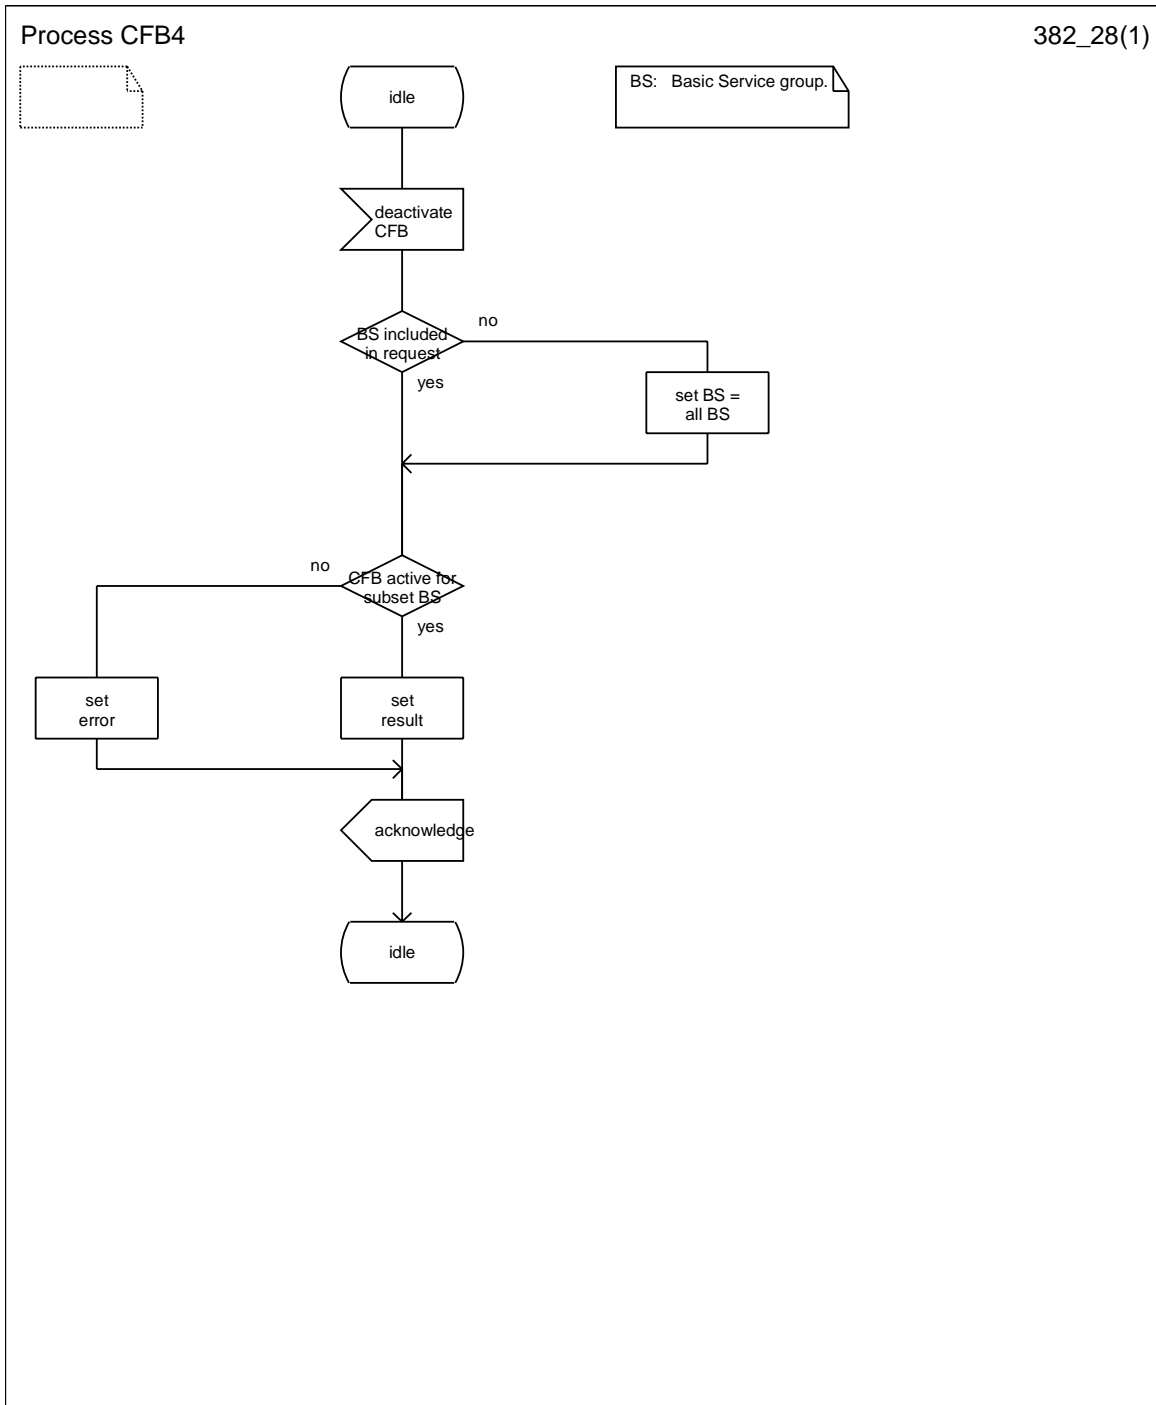 Process CFB4
382_28(1)
idle
BS: Basic Service group.
deactivate
CFB
BS included
in request
no
yes
set BS =
all BS
no
CFB active for
subset BS
yes
set
error
set
result
acknowledge
idle